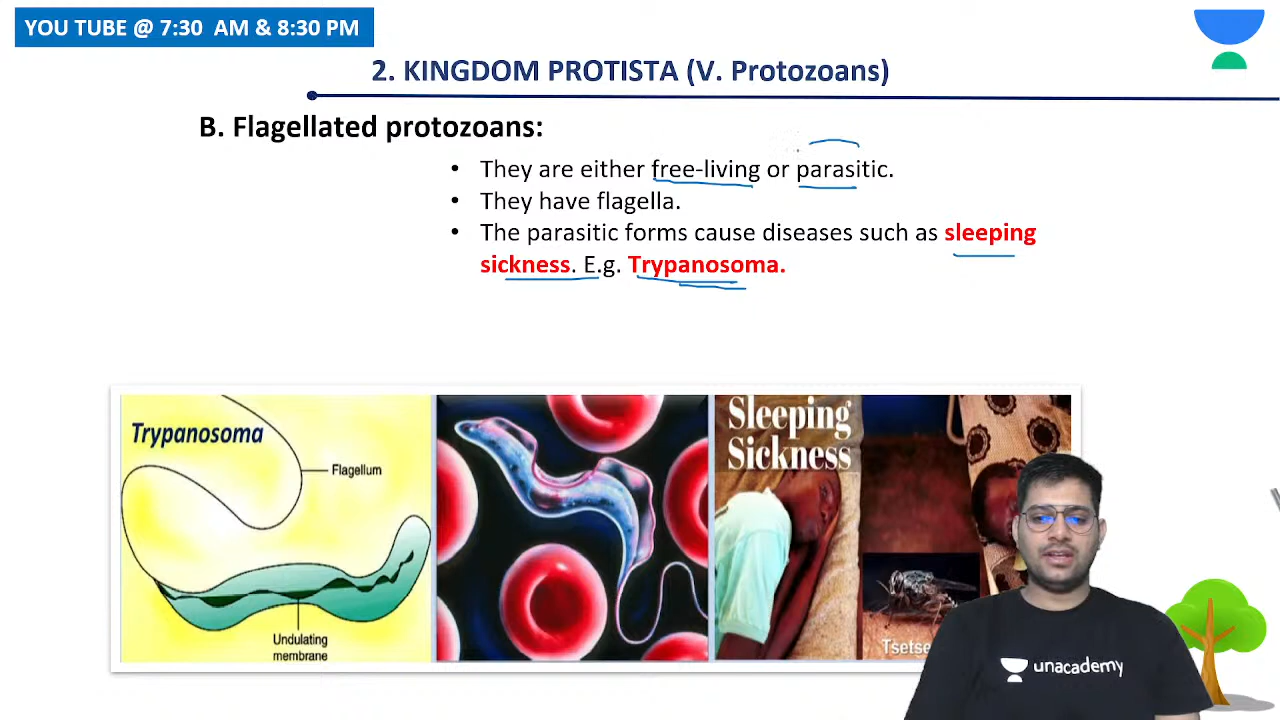 YOU TUBE @ 7:30 AM & 8:30 PM
2. KINGDOM PROTISTA (V. Protozoans)
B. Flagellated protozoans:
• They are either free-living or parasitic.
• They have flagella.
• The parasitic forms cause diseases such as sleeping
sickness. E.g. Trypanosoma.
Trypanosoma
Flagellum
Undulating
membrane
Sleeping
Sickness
Tsetse
unacademy